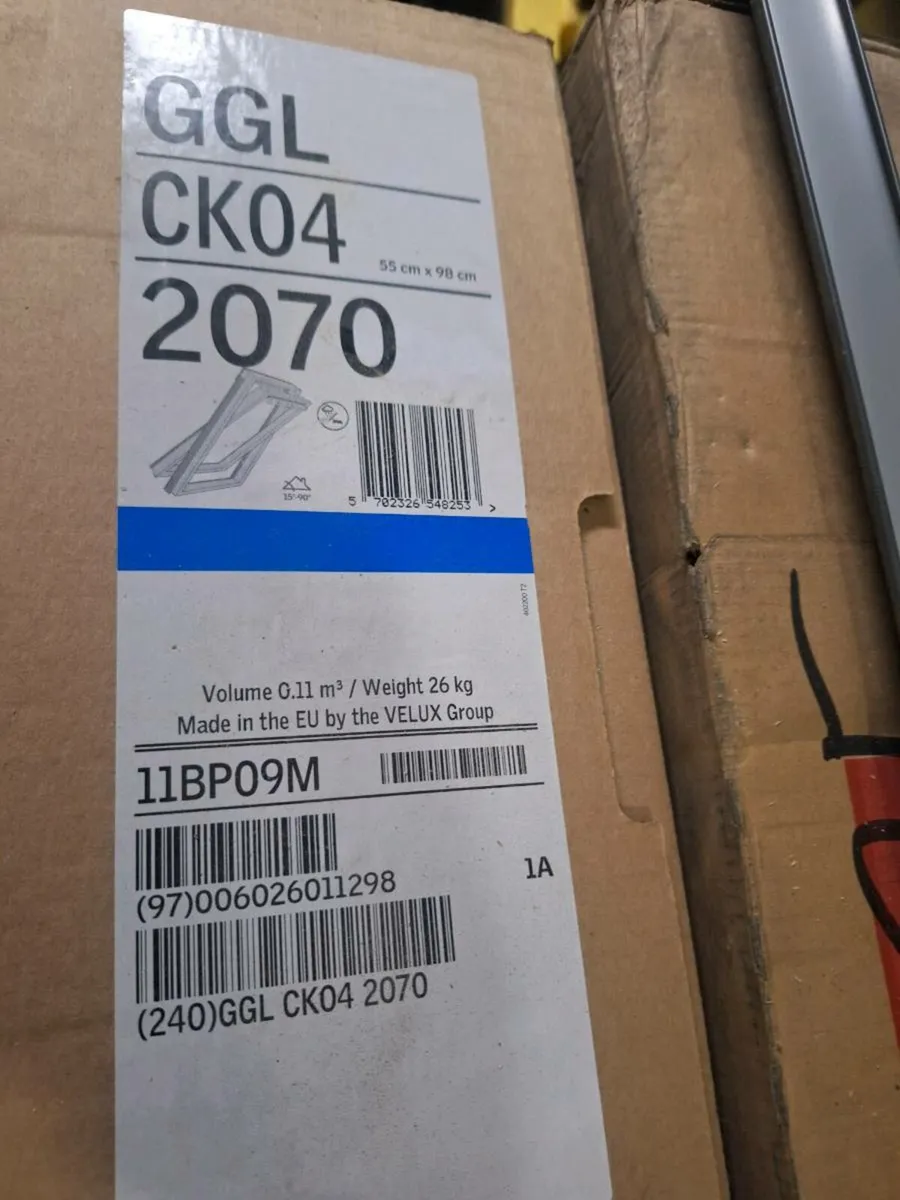 GGL
CK04
55 cm x 98 cm
2070
15°-90°
5 702326 548253 >
Volume 0.11 m³ / Weight 26 kg
Made in the EU by the VELUX Group
11BP09M
(97)006026011298
1A
(240)GGL CK04 2070